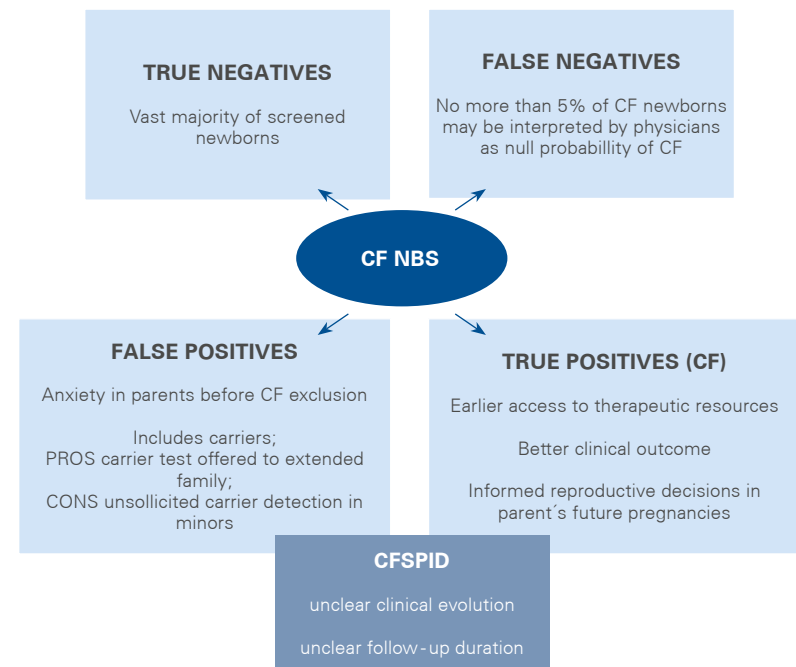 TRUE NEGATIVES
Vast majority of screened
newborns
FALSE NEGATIVES
No more than 5% of CF newborns
may be interpreted by physicians
as null probabillity of CF
CF NBS
FALSE POSITIVES
Anxiety in parents before CF exclusion
Includes carriers;
PROS carrier test offered to extended
family;
CONS unsollicited carrier detection in
minors
TRUE POSITIVES (CF)
Earlier access to therapeutic resources
Better clinical outcome
Informed reproductive decisions in
parent´s future pregnancies
CFSPID
unclear clinical evolution
unclear follow-up duration